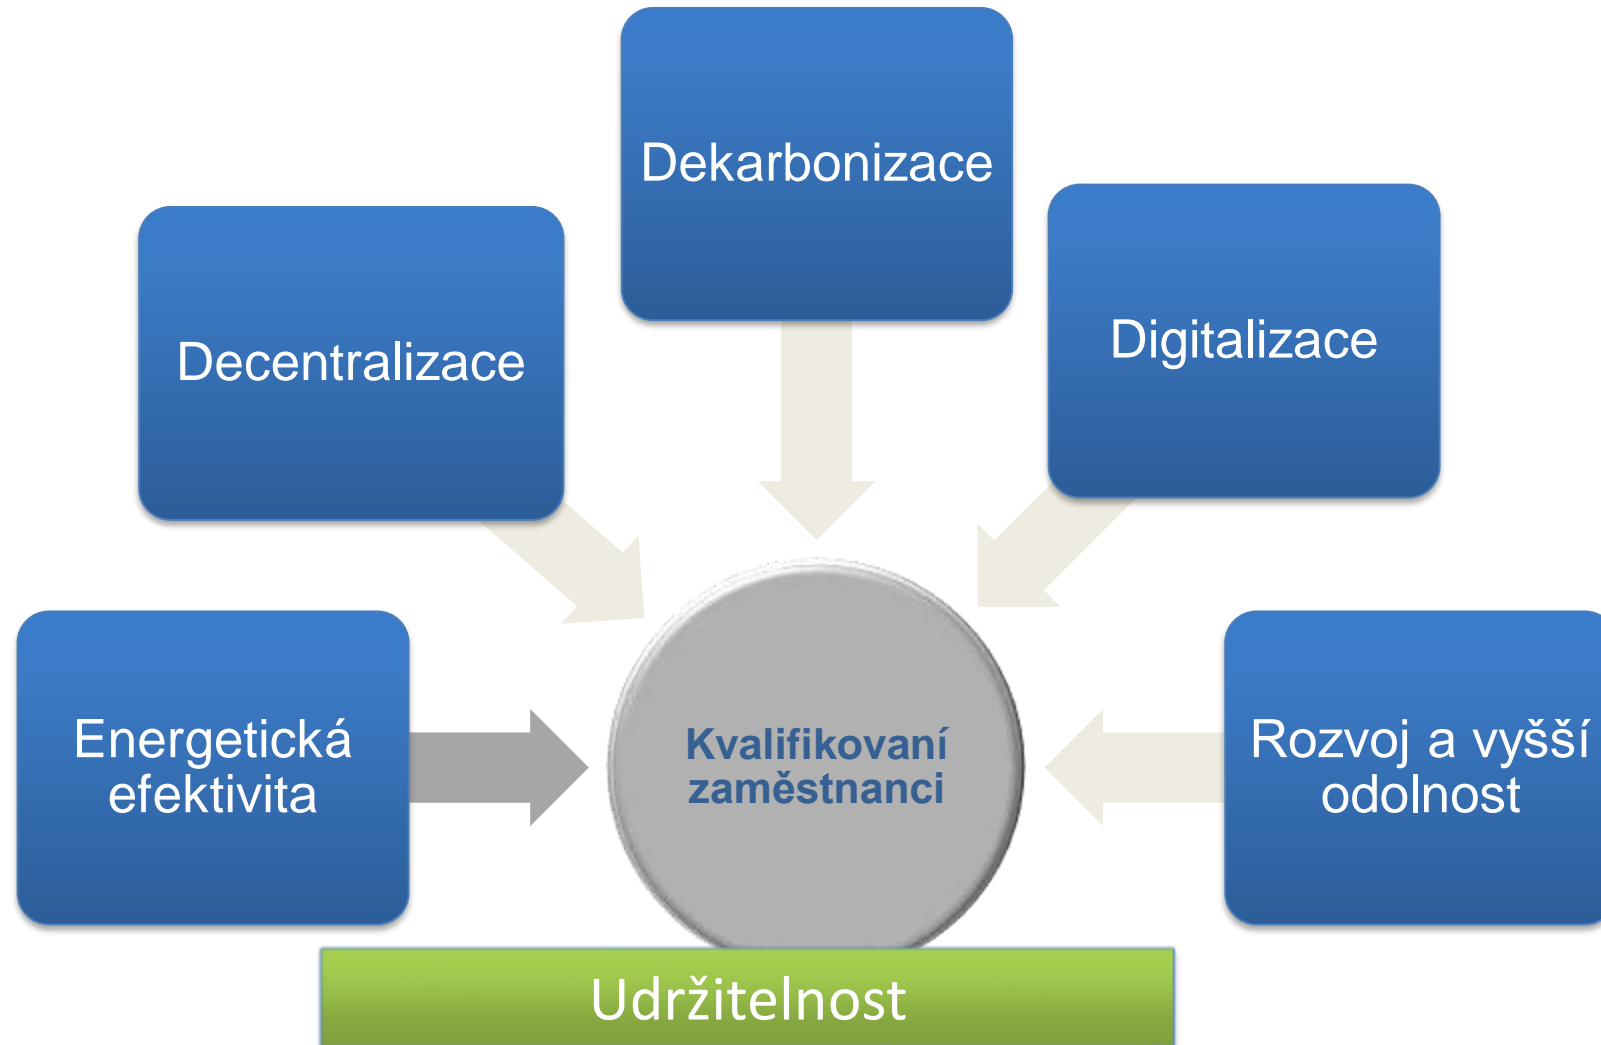 Dekarbonizace
Decentralizace
Digitalizace
Energetická
efektivita
Kvalifikovaní
zaměstnanci
Rozvoj a vyšší
odolnost
Udržitelnost